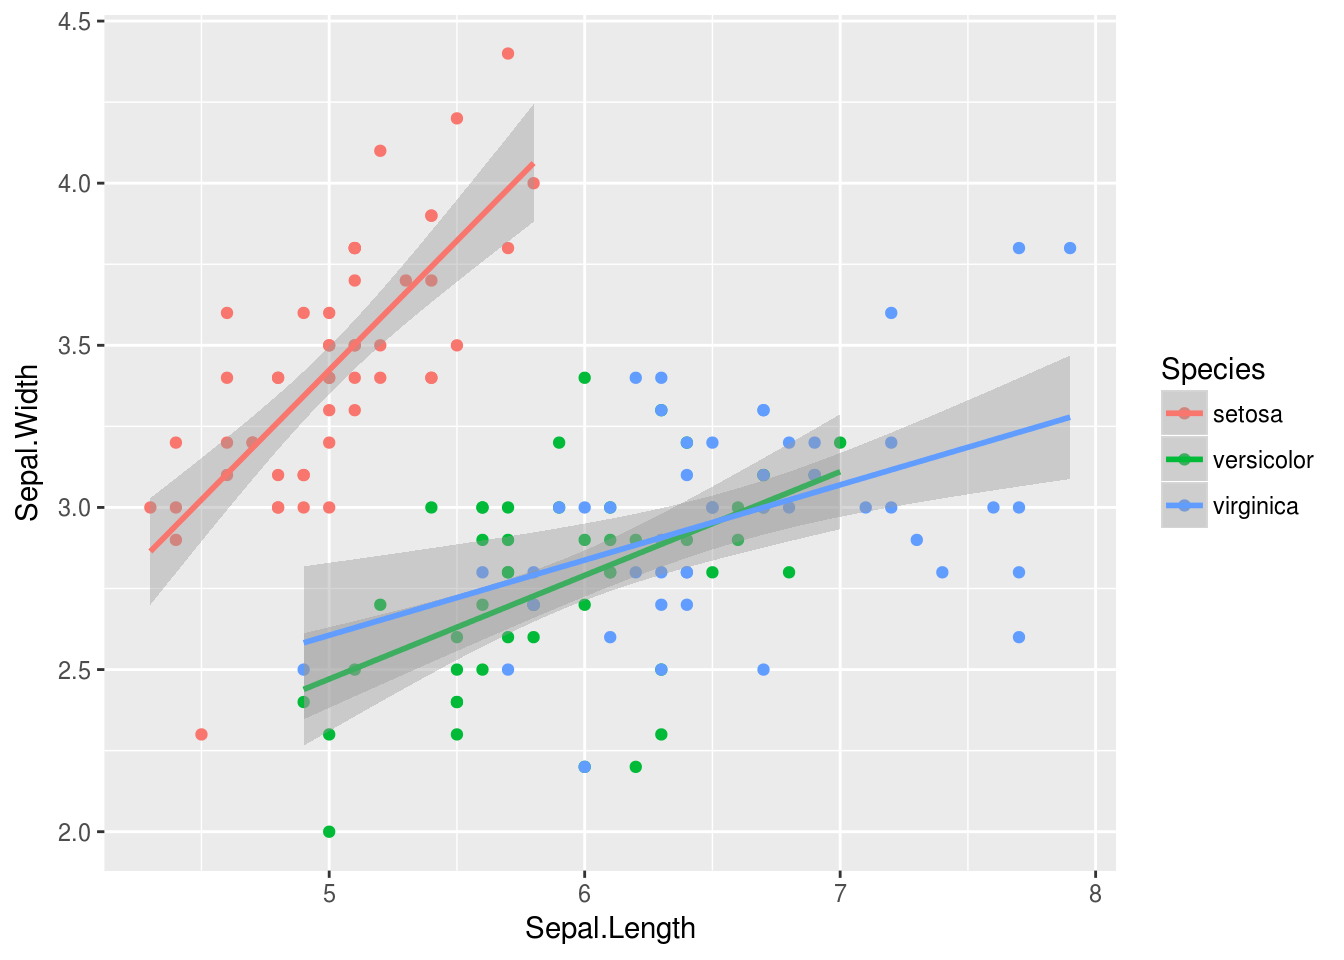 4.5
4.0
3.5
3.0
2.5
2.0
Sepal.Width
5 6 7 8
Sepal.Length
Species
setosa
versicolor
virginica